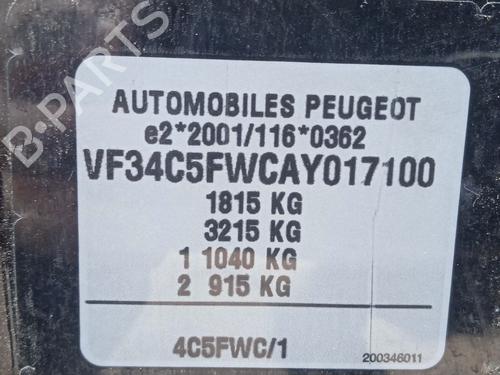 AUTOMOBILES PEUGEOT
e2*2001/116*0362
VF34C5FWCAY017100
1815 KG
3215 KG
1 1040 KG
2 915 KG
4C5FWC/1
200346011
B-PARTS